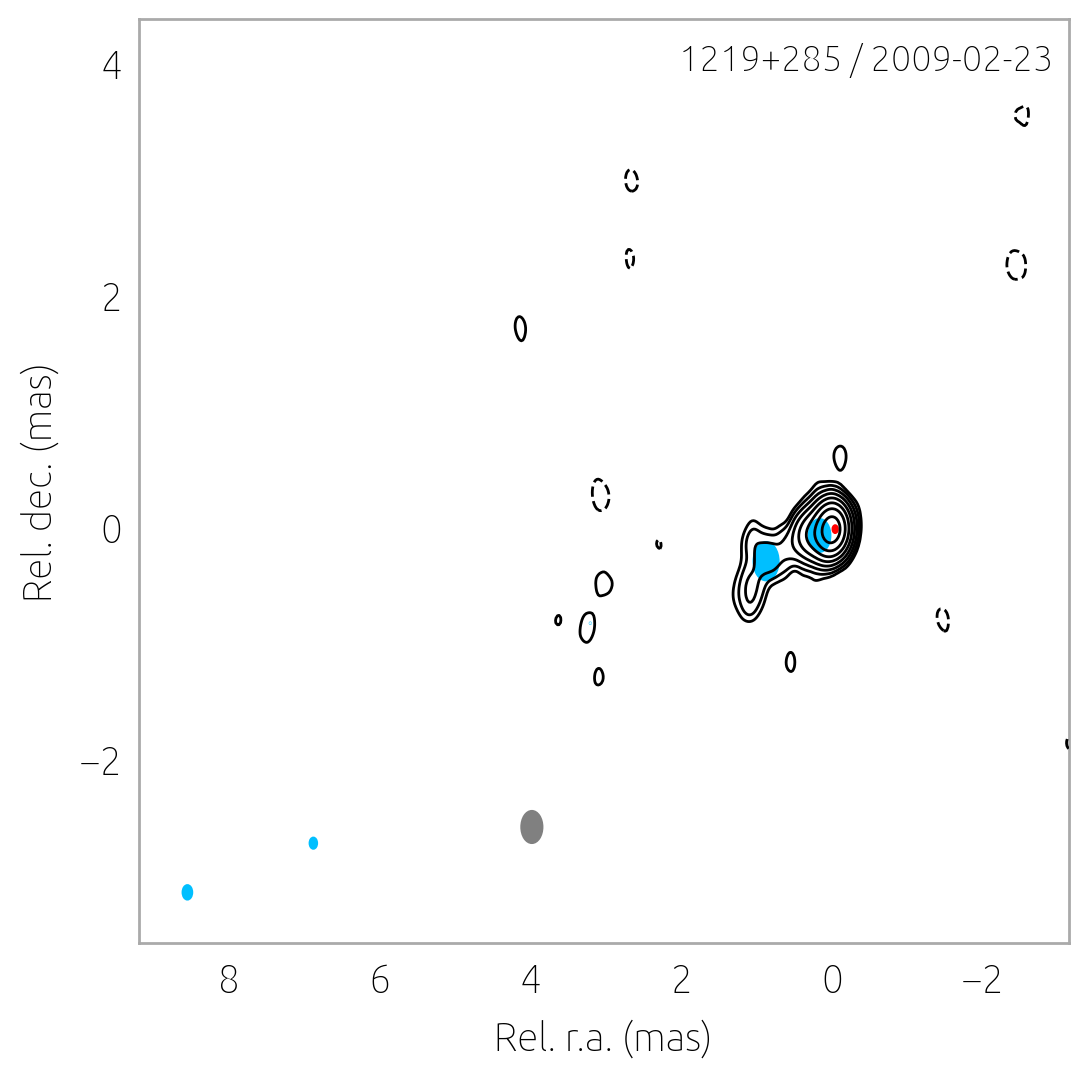 1219+285 / 2009-02-23
4
2
0
−2
Rel. dec. (mas)
8 6 4 2 0 −2
Rel. r.a. (mas)